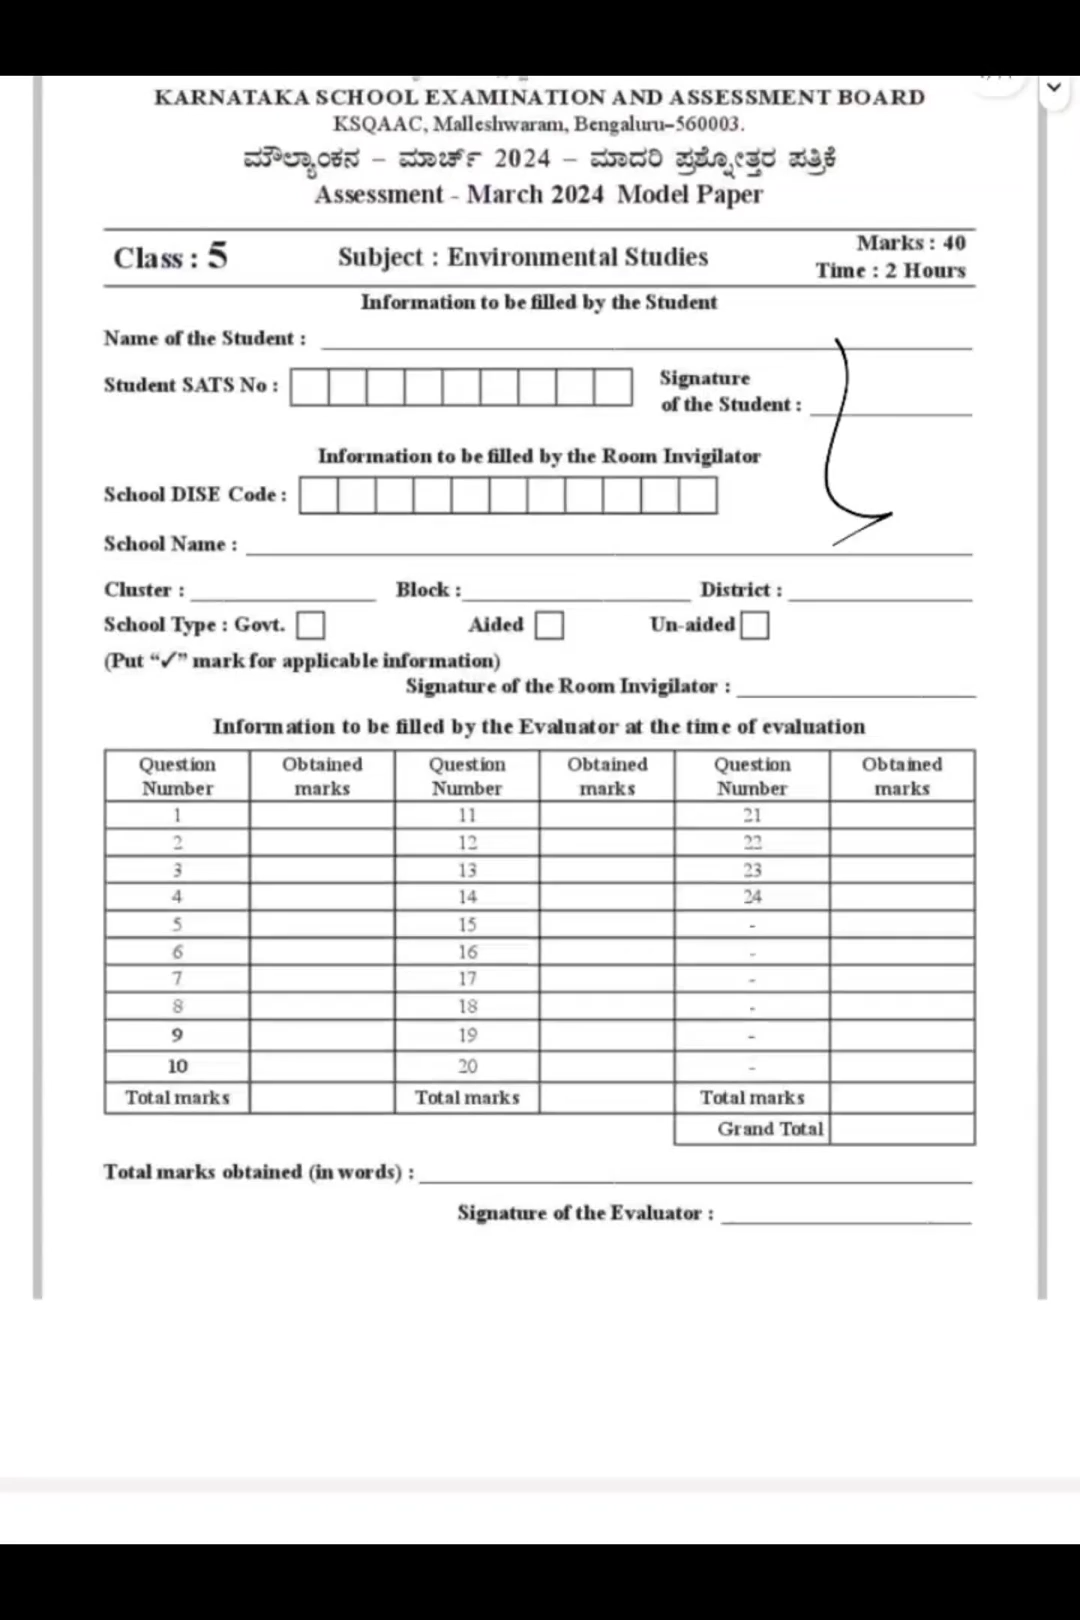 KARNATAKA SCHOOL EXAMINATION AND ASSESSMENT BOARD
KSQAAC, Malleshwaram, Bengaluru–560003.
ಮೌಲ್ಯಾಂಕನ – ಮಾರ್ಚ್ 2024 – ಮಾದರಿ ಪ್ರಶ್ನೋತ್ತರ ಪತ್ರಿಕೆ
Assessment - March 2024 Model Paper
Class : 5 Subject : Environmental Studies Marks : 40
Time : 2 Hours
Information to be filled by the Student
Name of the Student :
Student SATS No : Signature
of the Student :
Information to be filled by the Room Invigilator
School DISE Code :
School Name :
Cluster : Block : District :
School Type : Govt. Aided Un-aided
(Put “✓” mark for applicable information)
Signature of the Room Invigilator :
Information to be filled by the Evaluator at the time of evaluation
Question Number Obtained marks Question Number Obtained marks Question Number Obtained marks
1 11 21
2 12 22
3 13 23
4 14 24
5 15 -
6 16 -
7 17 -
8 18 -
9 19 -
10 20 -
Total marks Total marks Total marks
Grand Total
Total marks obtained (in words) :
Signature of the Evaluator :